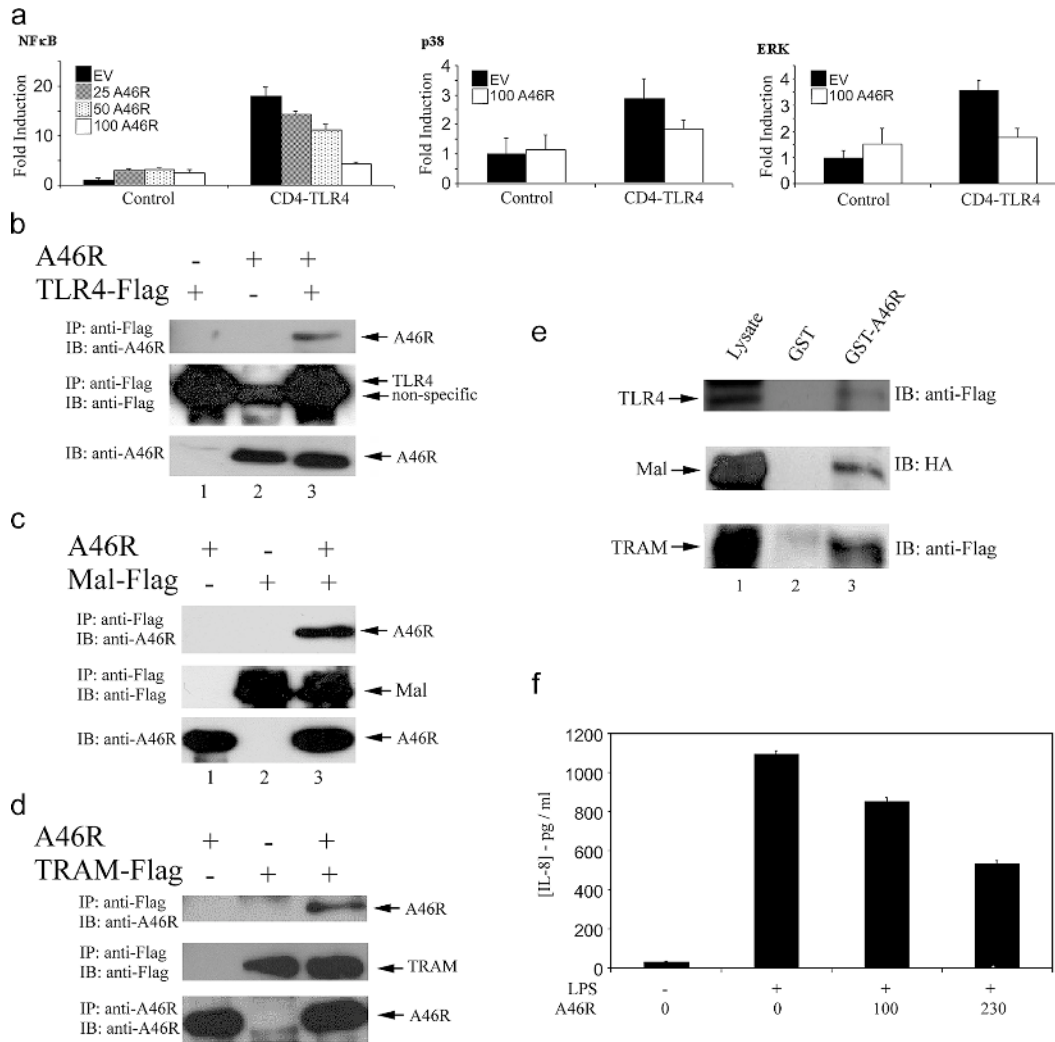 a
NFκB
EV
25 A46R
50 A46R
100 A46R
Fold Induction
20
10
0
Control
CD4-TLR4
p38
EV
100 A46R
Fold Induction
4
3
2
1
0
Control
CD4-TLR4
ERK
EV
100 A46R
Fold Induction
4
3
2
1
0
Control
CD4-TLR4
b
A46R - + +
TLR4-Flag + - +
IP: anti-Flag
IB: anti-A46R
A46R
IP: anti-Flag
IB: anti-Flag
TLR4
non-specific
IB: anti-A46R
A46R
1 2 3
c
A46R + - +
Mal-Flag - + +
IP: anti-Flag
IB: anti-A46R
A46R
IP: anti-Flag
IB: anti-Flag
Mal
IB: anti-A46R
A46R
1 2 3
d
A46R + - +
TRAM-Flag - + +
IP: anti-Flag
IB: anti-A46R
A46R
IP: anti-Flag
IB: anti-Flag
TRAM
IP: anti-A46R
IB: anti-A46R
A46R
e
Lysate GST GST-A46R
TLR4 IB: anti-Flag
Mal IB: HA
TRAM IB: anti-Flag
1 2 3
f
[IL-8] - pg / ml
1200
1000
800
600
400
200
0
LPS - + + +
A46R 0 0 100 230